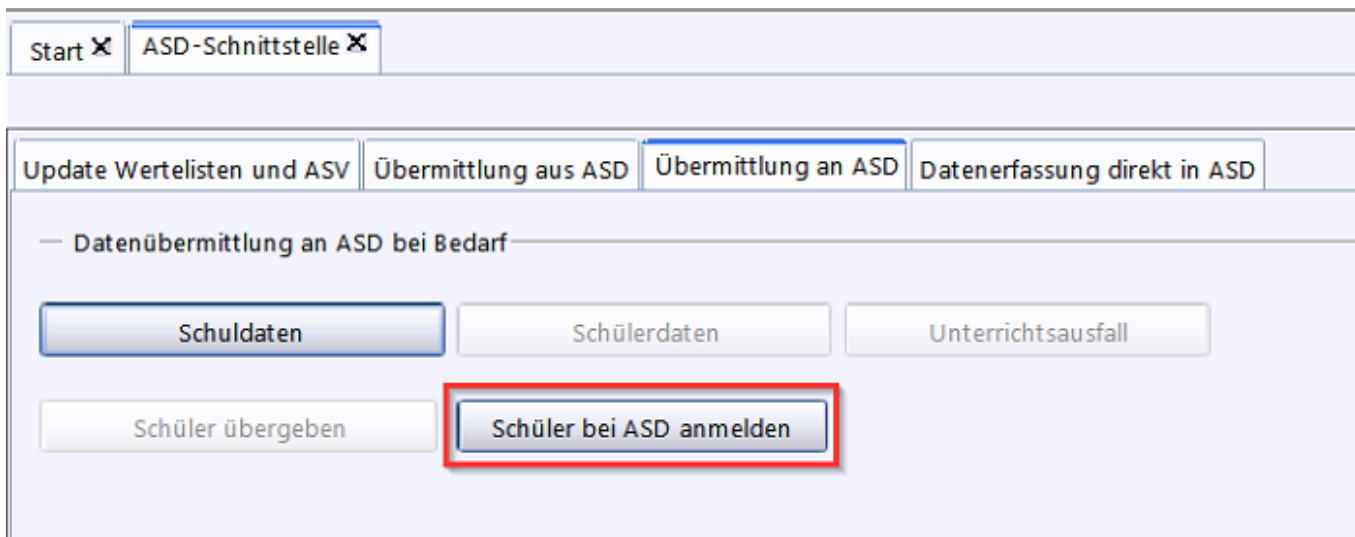 Start ASD-Schnittstelle
Update Wertelisten und ASV Übermittlung aus ASD Übermittlung an ASD Datenerfassung direkt in ASD
Datenübermittlung an ASD bei Bedarf
Schuldaten Schülerdaten Unterrichtsausfall
Schüler übergeben Schüler bei ASD anmelden